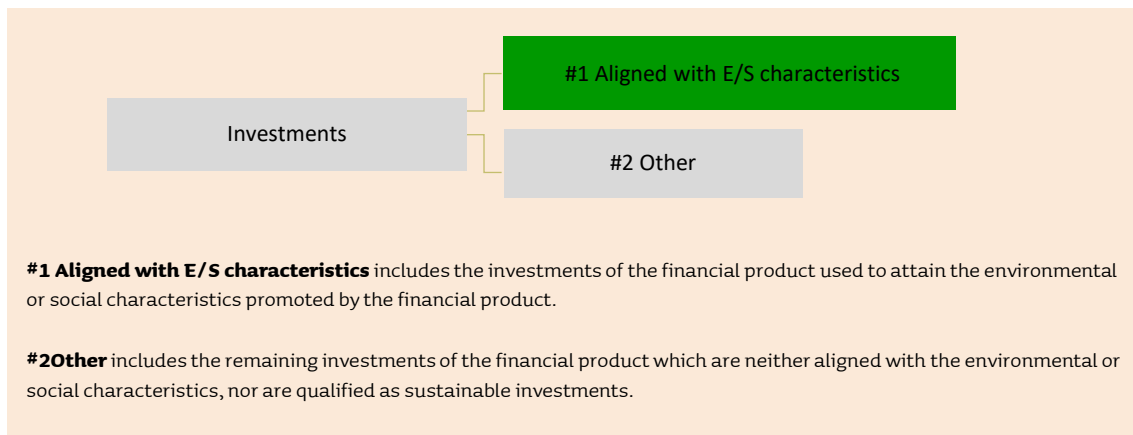 #1 Aligned with E/S characteristics
Investments
#2 Other
#1 Aligned with E/S characteristics includes the investments of the financial product used to attain the environmental
or social characteristics promoted by the financial product.
#2Other includes the remaining investments of the financial product which are neither aligned with the environmental or
social characteristics, nor are qualified as sustainable investments.